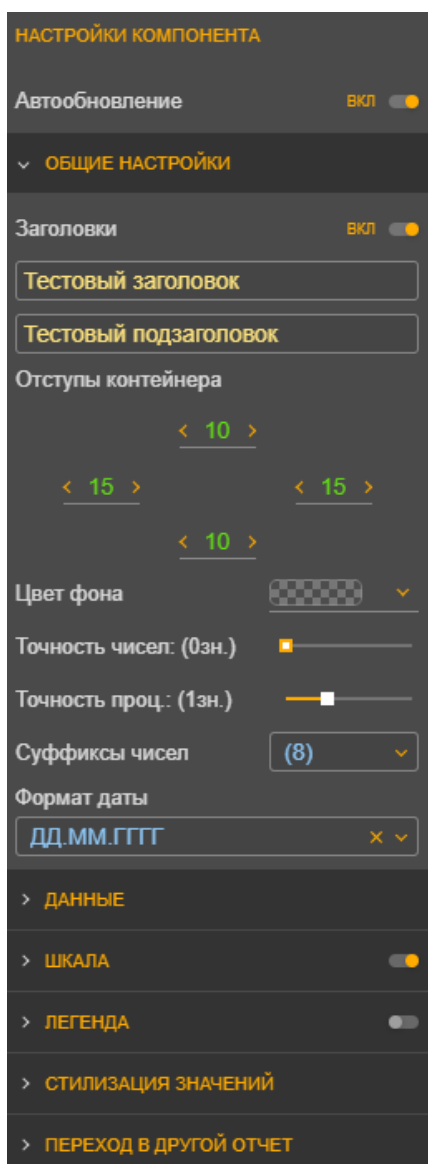 НАСТРОЙКИ КОМПОНЕНТА
Автообновление ВКЛ
ОБЩИЕ НАСТРОЙКИ
Заголовки ВКЛ
Тестовый заголовок
Тестовый подзаголовок
Отступы контейнера
10
15 15
10
Цвет фона
Точность чисел: (0зн.)
Точность проц.: (1зн.)
Суффиксы чисел (8)
Формат даты
ДД.ММ.ГГГГ
ДАННЫЕ
ШКАЛА
ЛЕГЕНДА
СТИЛИЗАЦИЯ ЗНАЧЕНИЙ
ПЕРЕХОД В ДРУГОЙ ОТЧЕТ